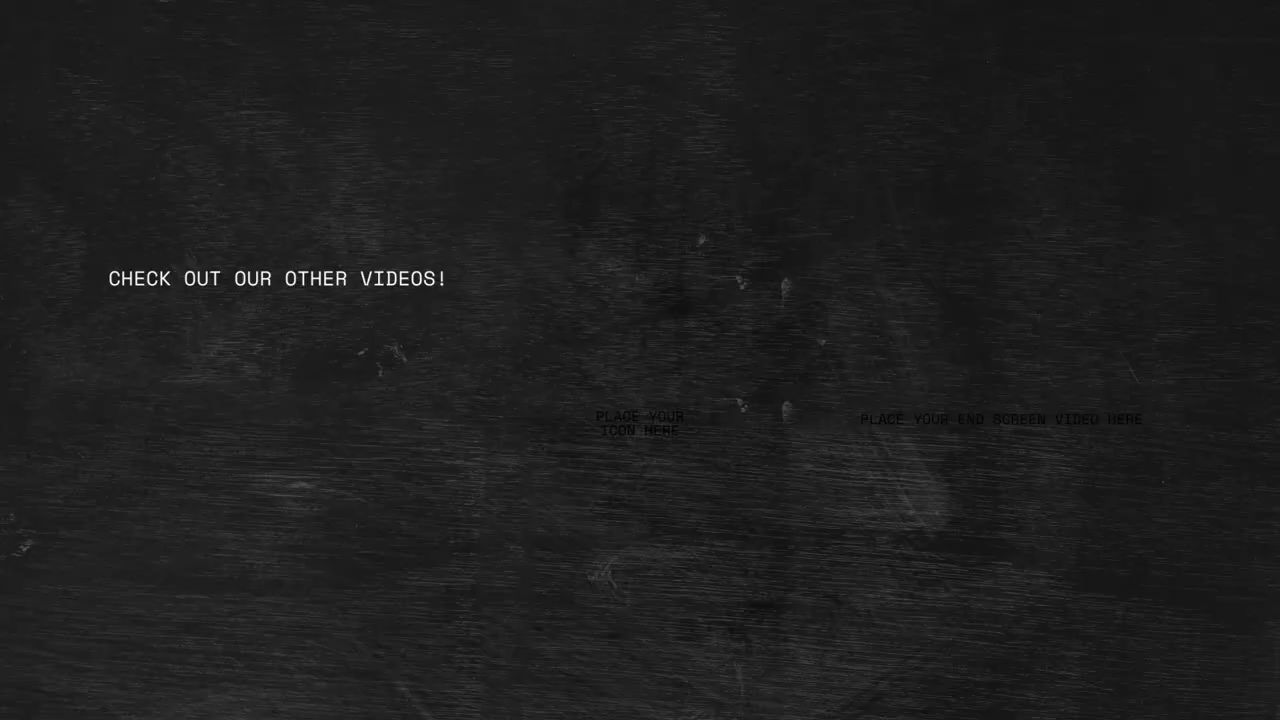 CHECK OUT OUR OTHER VIDEOS!
PLACE YOUR
ICON HERE
PLACE YOUR END SCREEN VIDEO HERE